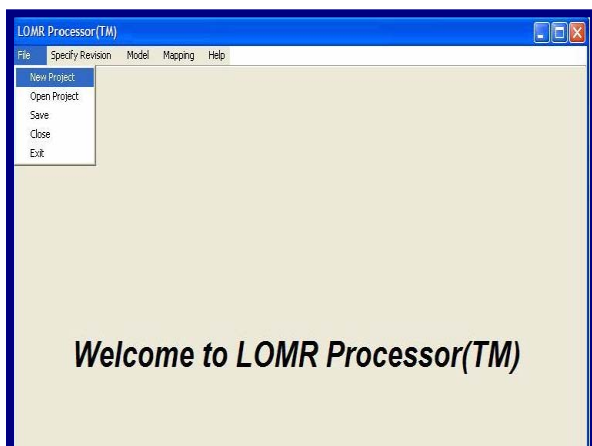 LOMR Processor(TM)
File Specify Revision Model Mapping Help
New Project
Open Project
Save
Close
Exit
Welcome to LOMR Processor(TM)